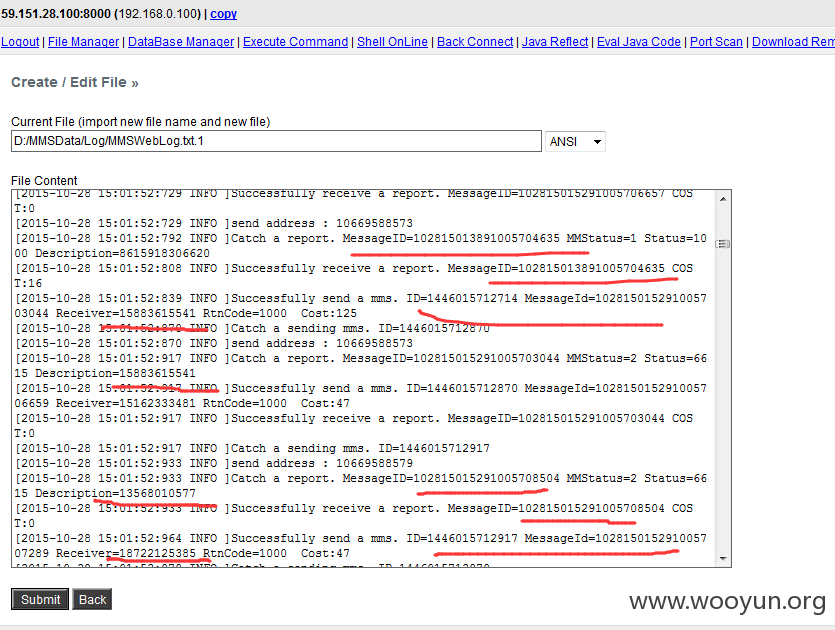 59.151.28.100:8000 (192.168.0.100) | copy
Logout | File Manager | DataBase Manager | Execute Command | Shell OnLine | Back Connect | Java Reflect | Eval Java Code | Port Scan | Download Rem
Create / Edit File »
Current File (import new file name and new file)
D:/MMSData/Log/MMSWebLog.txt.1 ANSI
File Content
[2015-10-28 15:01:52:729 INFO ]Successfully receive a report. MessageID=102815015291005706657 COS
T:0
[2015-10-28 15:01:52:729 INFO ]send address : 10669588573
[2015-10-28 15:01:52:792 INFO ]Catch a report. MessageID=102815013891005704635 MMStatus=1 Status=10
00 Description=8615918306620
[2015-10-28 15:01:52:808 INFO ]Successfully receive a report. MessageID=102815013891005704635 COS
T:16
[2015-10-28 15:01:52:839 INFO ]Successfully send a mms. ID=1446015712714 MessageId=1028150152910057
03044 Receiver=15883615541 RtnCode=1000  Cost:125
[2015-10-28 15:01:52:870 INFO ]Catch a sending mms. ID=1446015712870
[2015-10-28 15:01:52:870 INFO ]send address : 10669588573
[2015-10-28 15:01:52:917 INFO ]Catch a report. MessageID=102815015291005703044 MMStatus=2 Status=66
15 Description=15883615541
[2015-10-28 15:01:52:917 INFO ]Successfully send a mms. ID=1446015712870 MessageId=1028150152910057
06659 Receiver=15162333481 RtnCode=1000  Cost:47
[2015-10-28 15:01:52:917 INFO ]Successfully receive a report. MessageID=102815015291005703044 COS
T:0
[2015-10-28 15:01:52:917 INFO ]Catch a sending mms. ID=1446015712917
[2015-10-28 15:01:52:933 INFO ]send address : 10669588579
[2015-10-28 15:01:52:933 INFO ]Catch a report. MessageID=102815015291005708504 MMStatus=2 Status=66
15 Description=13568010577
[2015-10-28 15:01:52:933 INFO ]Successfully receive a report. MessageID=102815015291005708504 COS
T:0
[2015-10-28 15:01:52:964 INFO ]Successfully send a mms. ID=1446015712917 MessageId=1028150152910057
07289 Receiver=18722125385 RtnCode=1000  Cost:47
Submit Back
www.wooyun.org